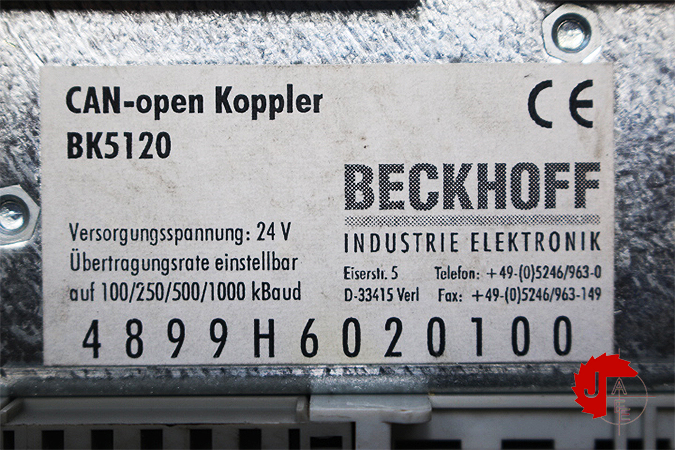 CAN-open Koppler
BK5120
CE
BECKHOFF
INDUSTRIE ELEKTRONIK
Versorgungsspannung: 24 V
Übertragungsrate einstellbar
auf 100/250/500/1000 kBaud
Eiserstr. 5 Telefon: +49-(0)5246/963-0
D-33415 Verl Fax: +49-(0)5246/963-149
4899H6020100
J